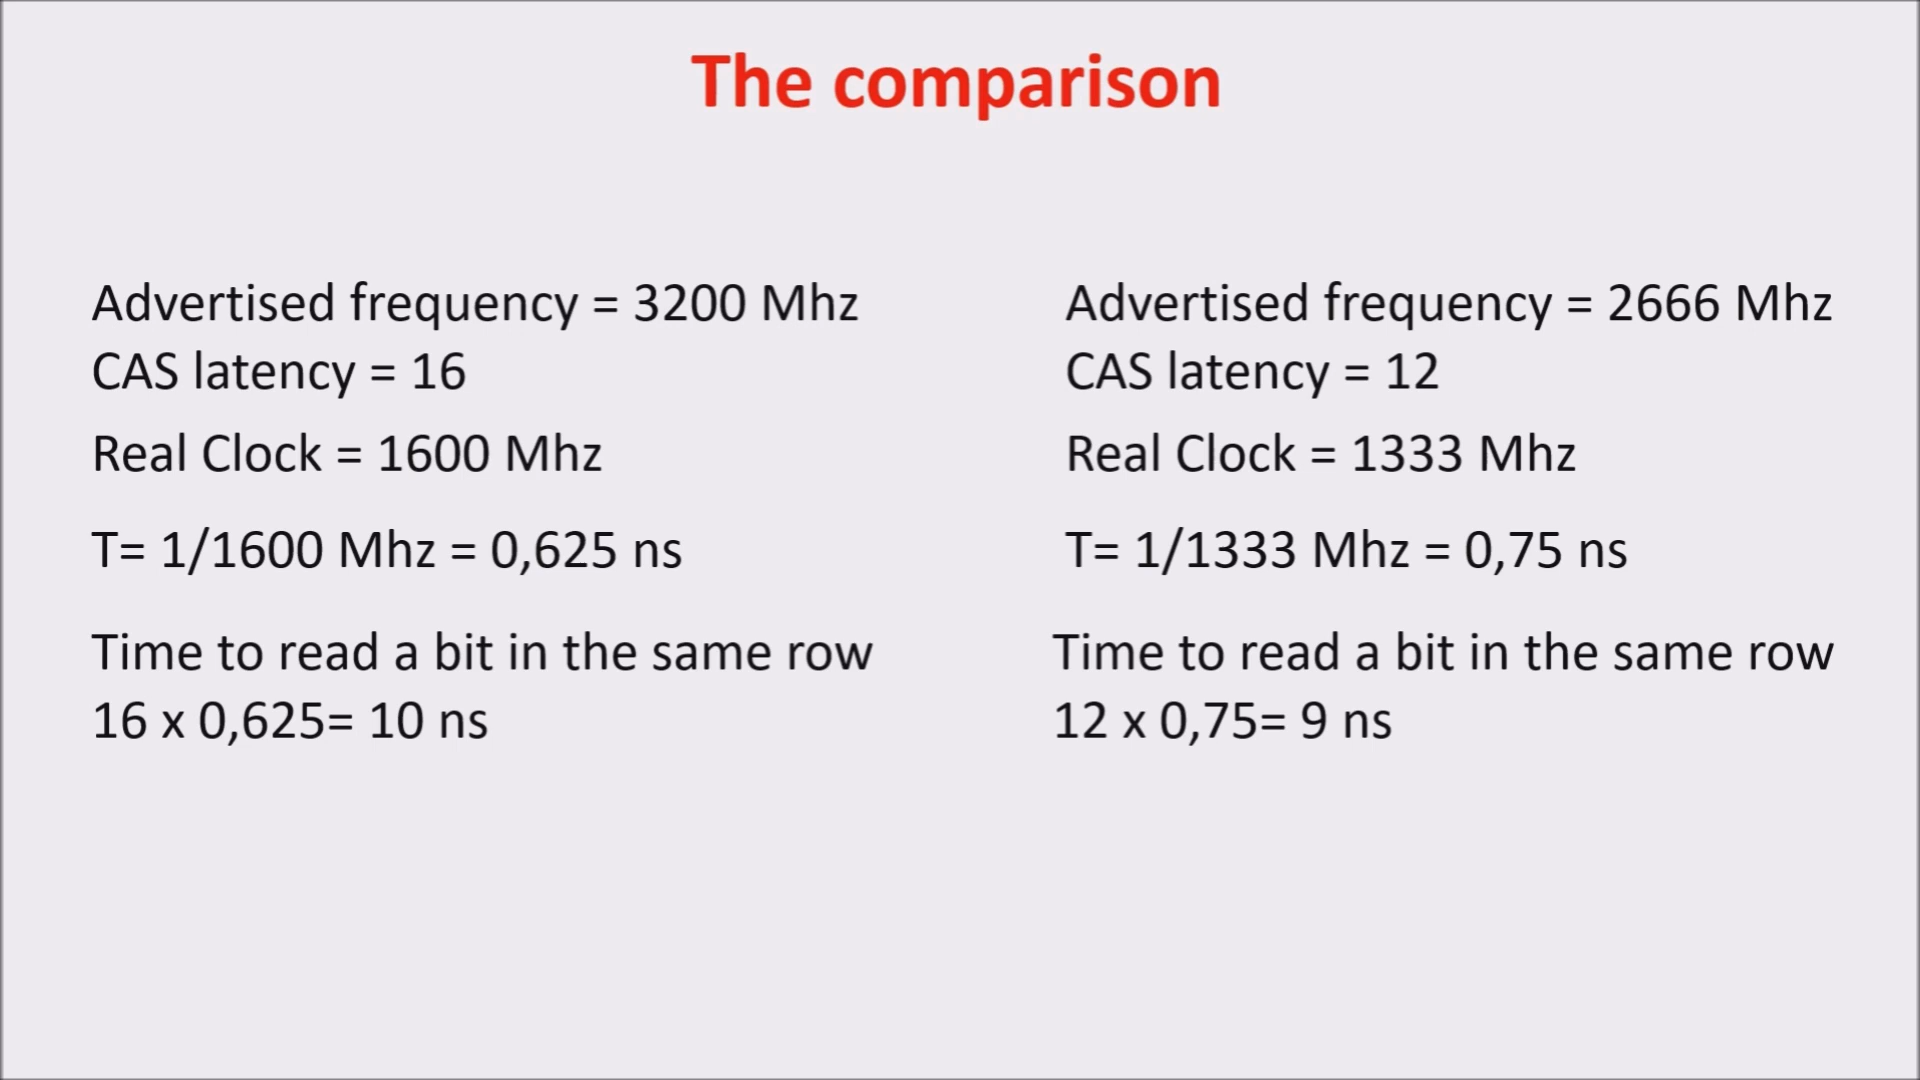 The comparison
Advertised frequency = 3200 Mhz
CAS latency = 16
Real Clock = 1600 Mhz
T= 1/1600 Mhz = 0,625 ns
Time to read a bit in the same row
16 x 0,625= 10 ns
Advertised frequency = 2666 Mhz
CAS latency = 12
Real Clock = 1333 Mhz
T= 1/1333 Mhz = 0,75 ns
Time to read a bit in the same row
12 x 0,75= 9 ns